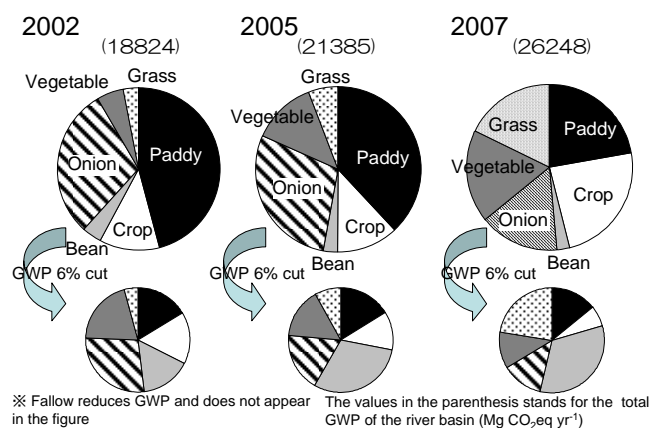 2002
(18824)
2005
(21385)
2007
(26248)
Vegetable
Grass
Onion
Paddy
Crop
Bean
GWP 6% cut
Grass
Vegetable
Onion
Paddy
Crop
Bean
GWP 6% cut
Grass
Paddy
Vegetable
Onion
Crop
Bean
GWP 6% cut
※ Fallow reduces GWP and does not appear
in the figure
The values in the parenthesis stands for the total
GWP of the river basin (Mg CO₂eq yr⁻¹)